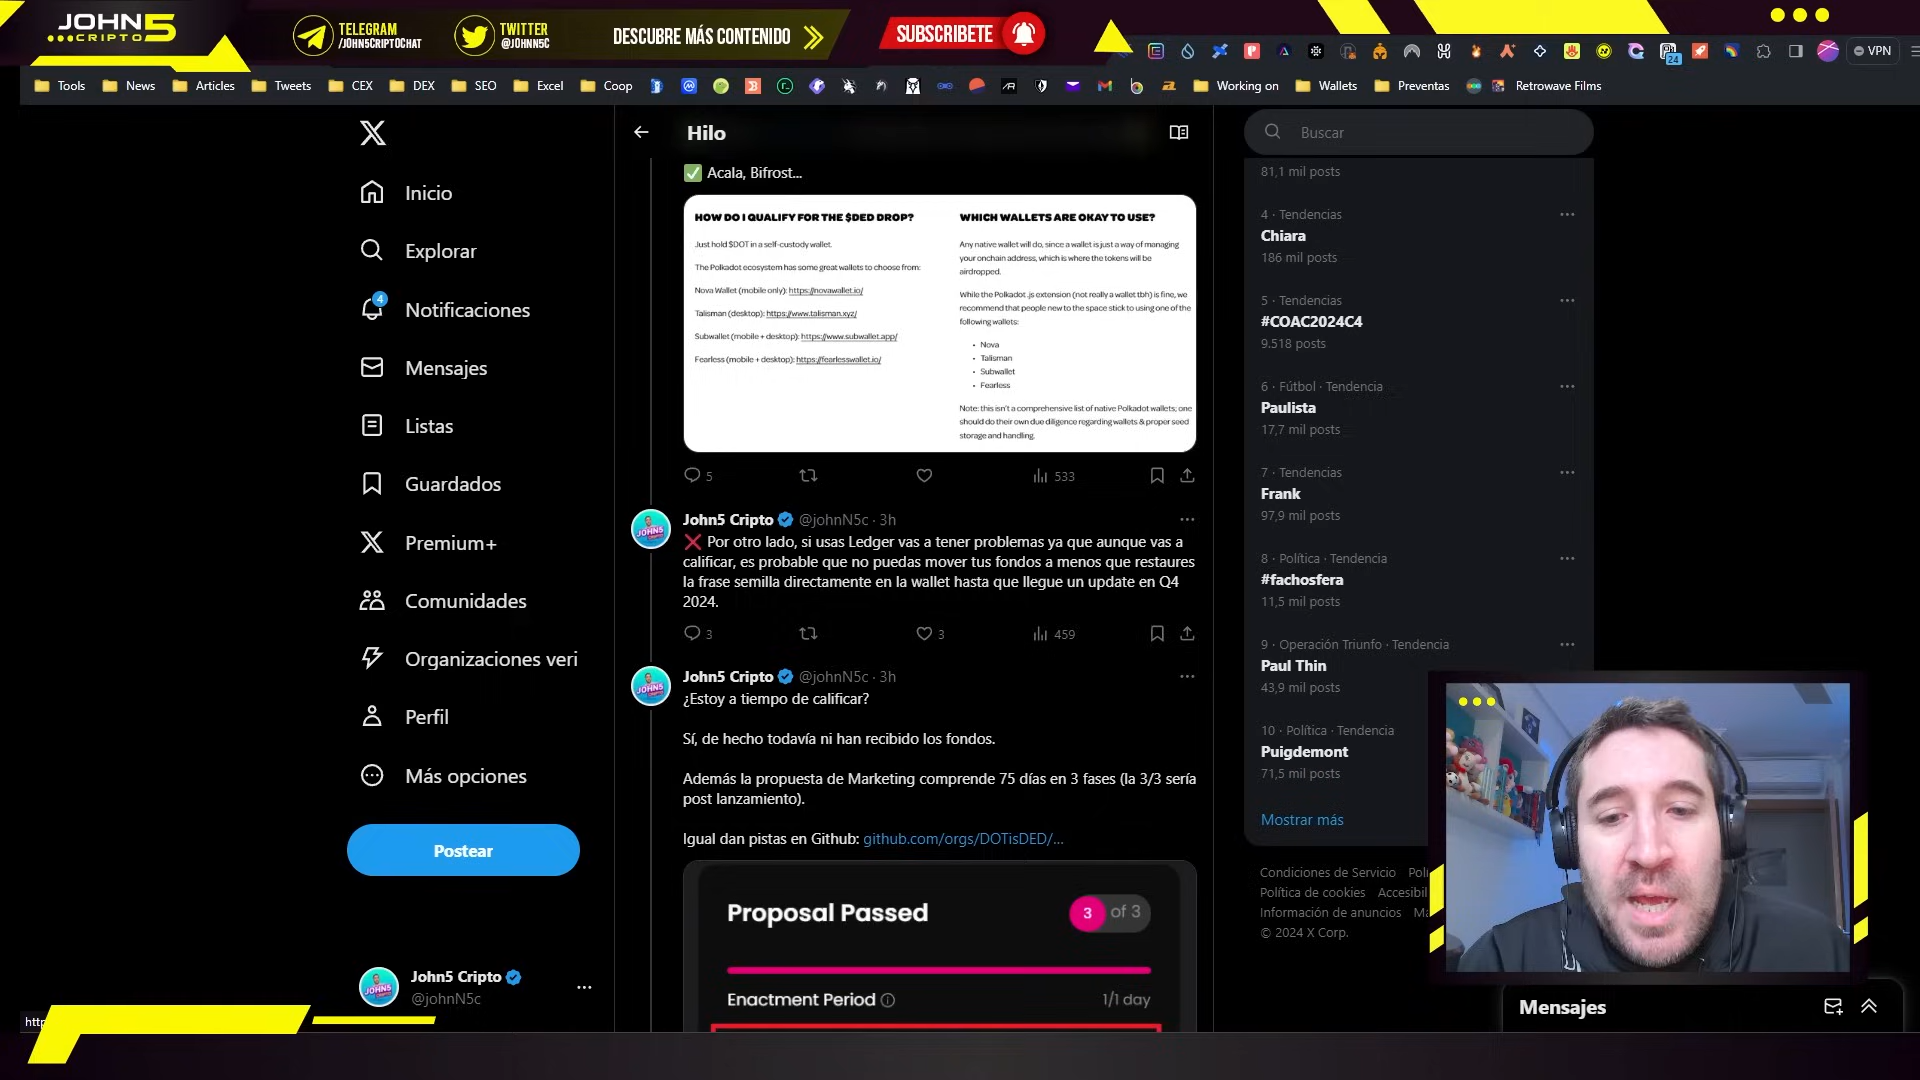 JOHN 5
CRIPTO
TELEGRAM
/JOHN5CRIPTOCHAT
TWITTER
@JOHNN5C
DESCUBRE MÁS CONTENIDO
SUBSCRIBETE
24
VPN
Tools
News
Articles
Tweets
CEX
DEX
SEO
Excel
Coop
Working on
Wallets
Preventas
Retrowave Films
Inicio
Explorar
4
Notificaciones
Mensajes
Listas
Guardados
Premium+
Comunidades
Organizaciones veri
Perfil
Más opciones
Postear
John5 Cripto
@johnN5c
Hilo
✅ Acala, Bifrost...
HOW DO I QUALIFY FOR THE $DED DROP?
Just hold $DOT in a self-custody wallet.
The Polkadot ecosystem has some great wallets to choose from:
Nova Wallet (mobile only): https://novawallet.io/
Talisman (desktop): https://www.talisman.xyz/
Subwallet (mobile + desktop): https://www.subwallet.app/
Fearless (mobile + desktop): https://fearlesswallet.io/
WHICH WALLETS ARE OKAY TO USE?
Any native wallet will do, since a wallet is just a way of managing
your onchain address, which is where the tokens will be
airdropped.
While the Polkadot .js extension (not really a wallet tbh) is fine, we
recommend that people new to the space stick to using one of the
following wallets:
• Nova
• Talisman
• Subwallet
• Fearless
Note: this isn't a comprehensive list of native Polkadot wallets; one
should do their own due diligence regarding wallets & proper seed
storage and handling.
5
533
John5 Cripto @johnN5c · 3h
❌ Por otro lado, si usas Ledger vas a tener problemas ya que aunque vas a
calificar, es probable que no puedas mover tus fondos a menos que restaures
la frase semilla directamente en la wallet hasta que llegue un update en Q4
2024.
3
3
459
John5 Cripto @johnN5c · 3h
¿Estoy a tiempo de calificar?
Sí, de hecho todavía ni han recibido los fondos.
Además la propuesta de Marketing comprende 75 días en 3 fases (la 3/3 sería
post lanzamiento).
Igual dan pistas en Github: github.com/orgs/DOTisDED/...
Proposal Passed
3 of 3
Enactment Period
1/1 day
Buscar
81,1 mil posts
4 · Tendencias
Chiara
186 mil posts
5 · Tendencias
#COAC2024C4
9.518 posts
6 · Fútbol · Tendencia
Paulista
17,7 mil posts
7 · Tendencias
Frank
97,9 mil posts
8 · Política · Tendencia
#fachosfera
11,5 mil posts
9 · Operación Triunfo · Tendencia
Paul Thin
43,9 mil posts
10 · Política · Tendencia
Puigdemont
71,5 mil posts
Mostrar más
Condiciones de Servicio
Política de cookies
Información de anuncios
© 2024 X Corp.
Mensajes